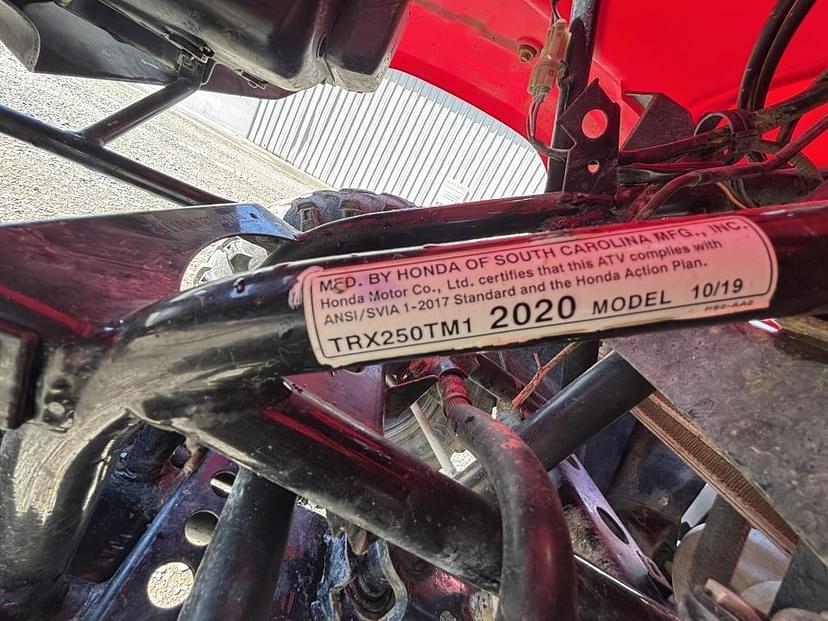 MFD. BY HONDA OF SOUTH CAROLINA MFG., INC.
Honda Motor Co., Ltd. certifies that this ATV complies with
ANSI/SVIA 1-2017 Standard and the Honda Action Plan.
TRX250TM1 2020 MODEL 10/19